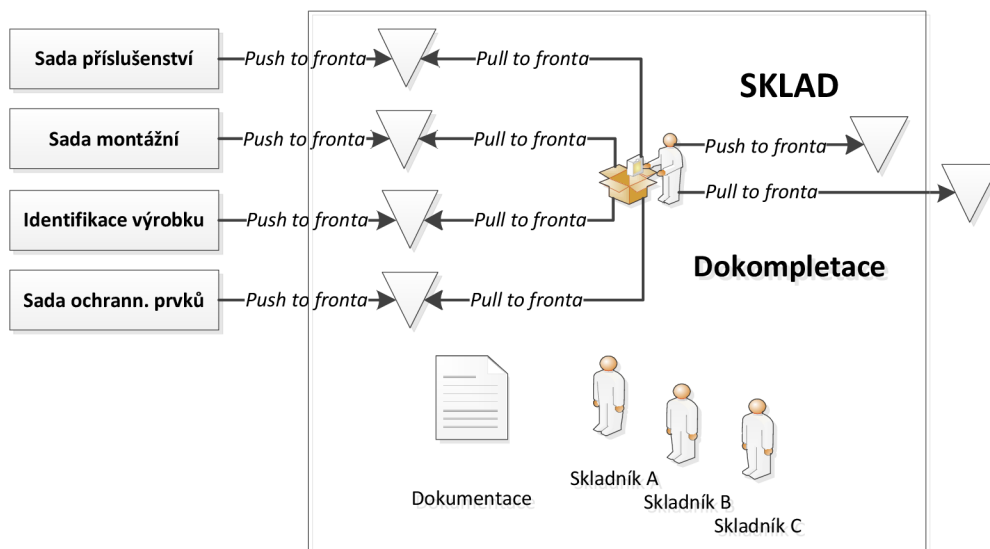 Sada příslušenství
Push to fronta
Pull to fronta
SKLAD
Sada montážní
Push to fronta
Pull to fronta
Push to fronta
Pull to fronta
Identifikace výrobku
Push to fronta
Pull to fronta
Dokompletace
Sada ochrann. prvků
Push to fronta
Pull to fronta
Dokumentace
Skladník A
Skladník B
Skladník C